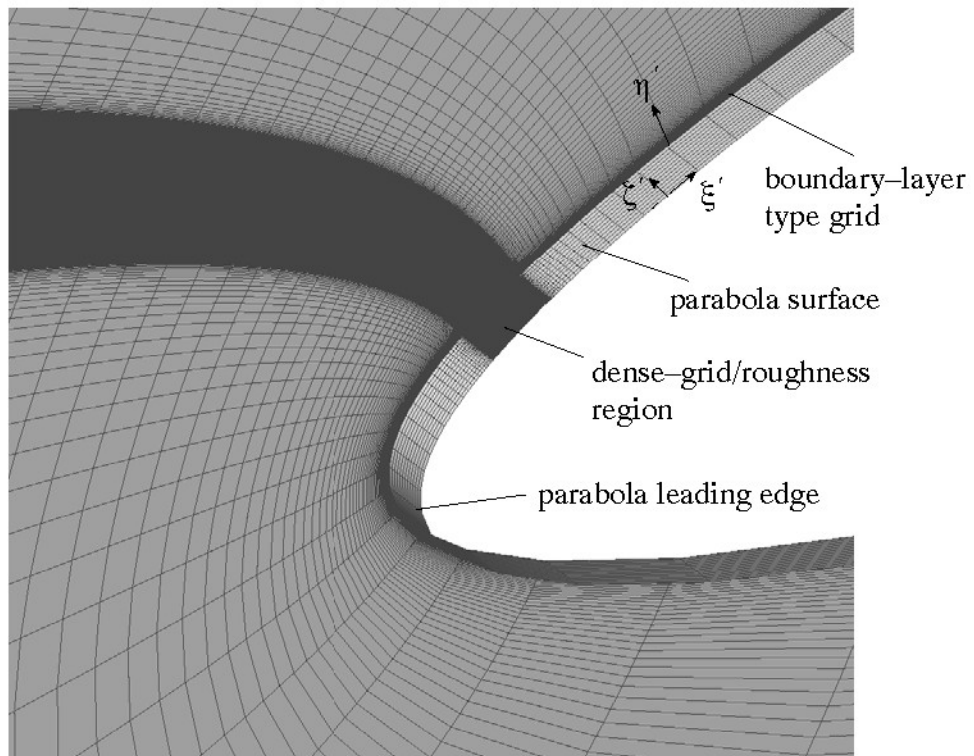 η′
ζ′
ξ′
boundary–layer
type grid
parabola surface
dense–grid/roughness
region
parabola leading edge